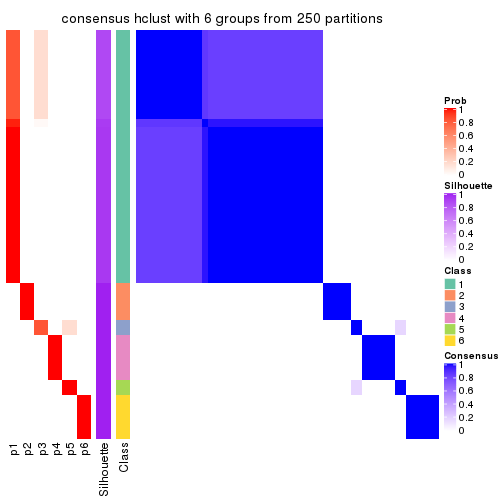 consensus hclust with 6 groups from 250 partitions
Prob
1
0.8
0.6
0.4
0.2
0
Silhouette
1
0.8
0.6
0.4
0.2
0
Class
1
2
3
4
5
6
Consensus
1
0.8
0.6
0.4
0.2
0
p1
p2
p3
p4
p5
p6
Silhouette
Class